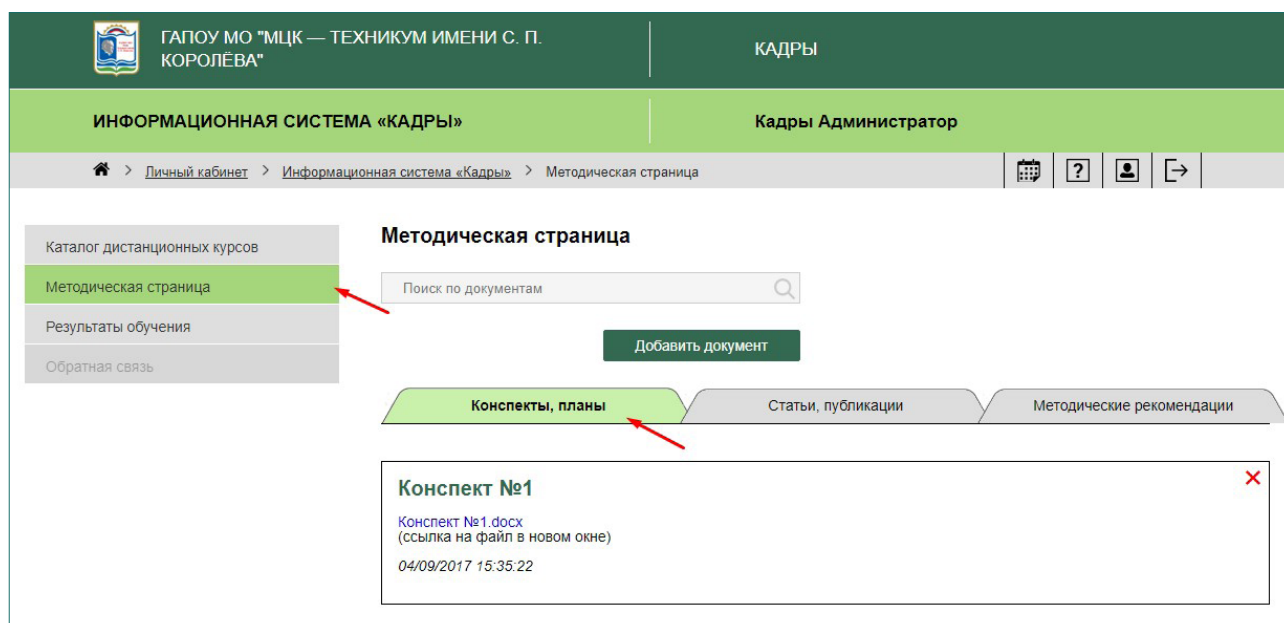 ГАПОУ МО "МЦК — ТЕХНИКУМ ИМЕНИ С. П.
КОРОЛЁВА"
КАДРЫ
ИНФОРМАЦИОННАЯ СИСТЕМА «КАДРЫ»
Кадры Администратор
> Личный кабинет > Информационная система «Кадры» > Методическая страница
?
Каталог дистанционных курсов
Методическая страница
Результаты обучения
Обратная связь
Методическая страница
Поиск по документам
Добавить документ
Конспекты, планы
Статьи, публикации
Методические рекомендации
Конспект №1
Конспект №1.docx
(ссылка на файл в новом окне)
04/09/2017 15:35:22